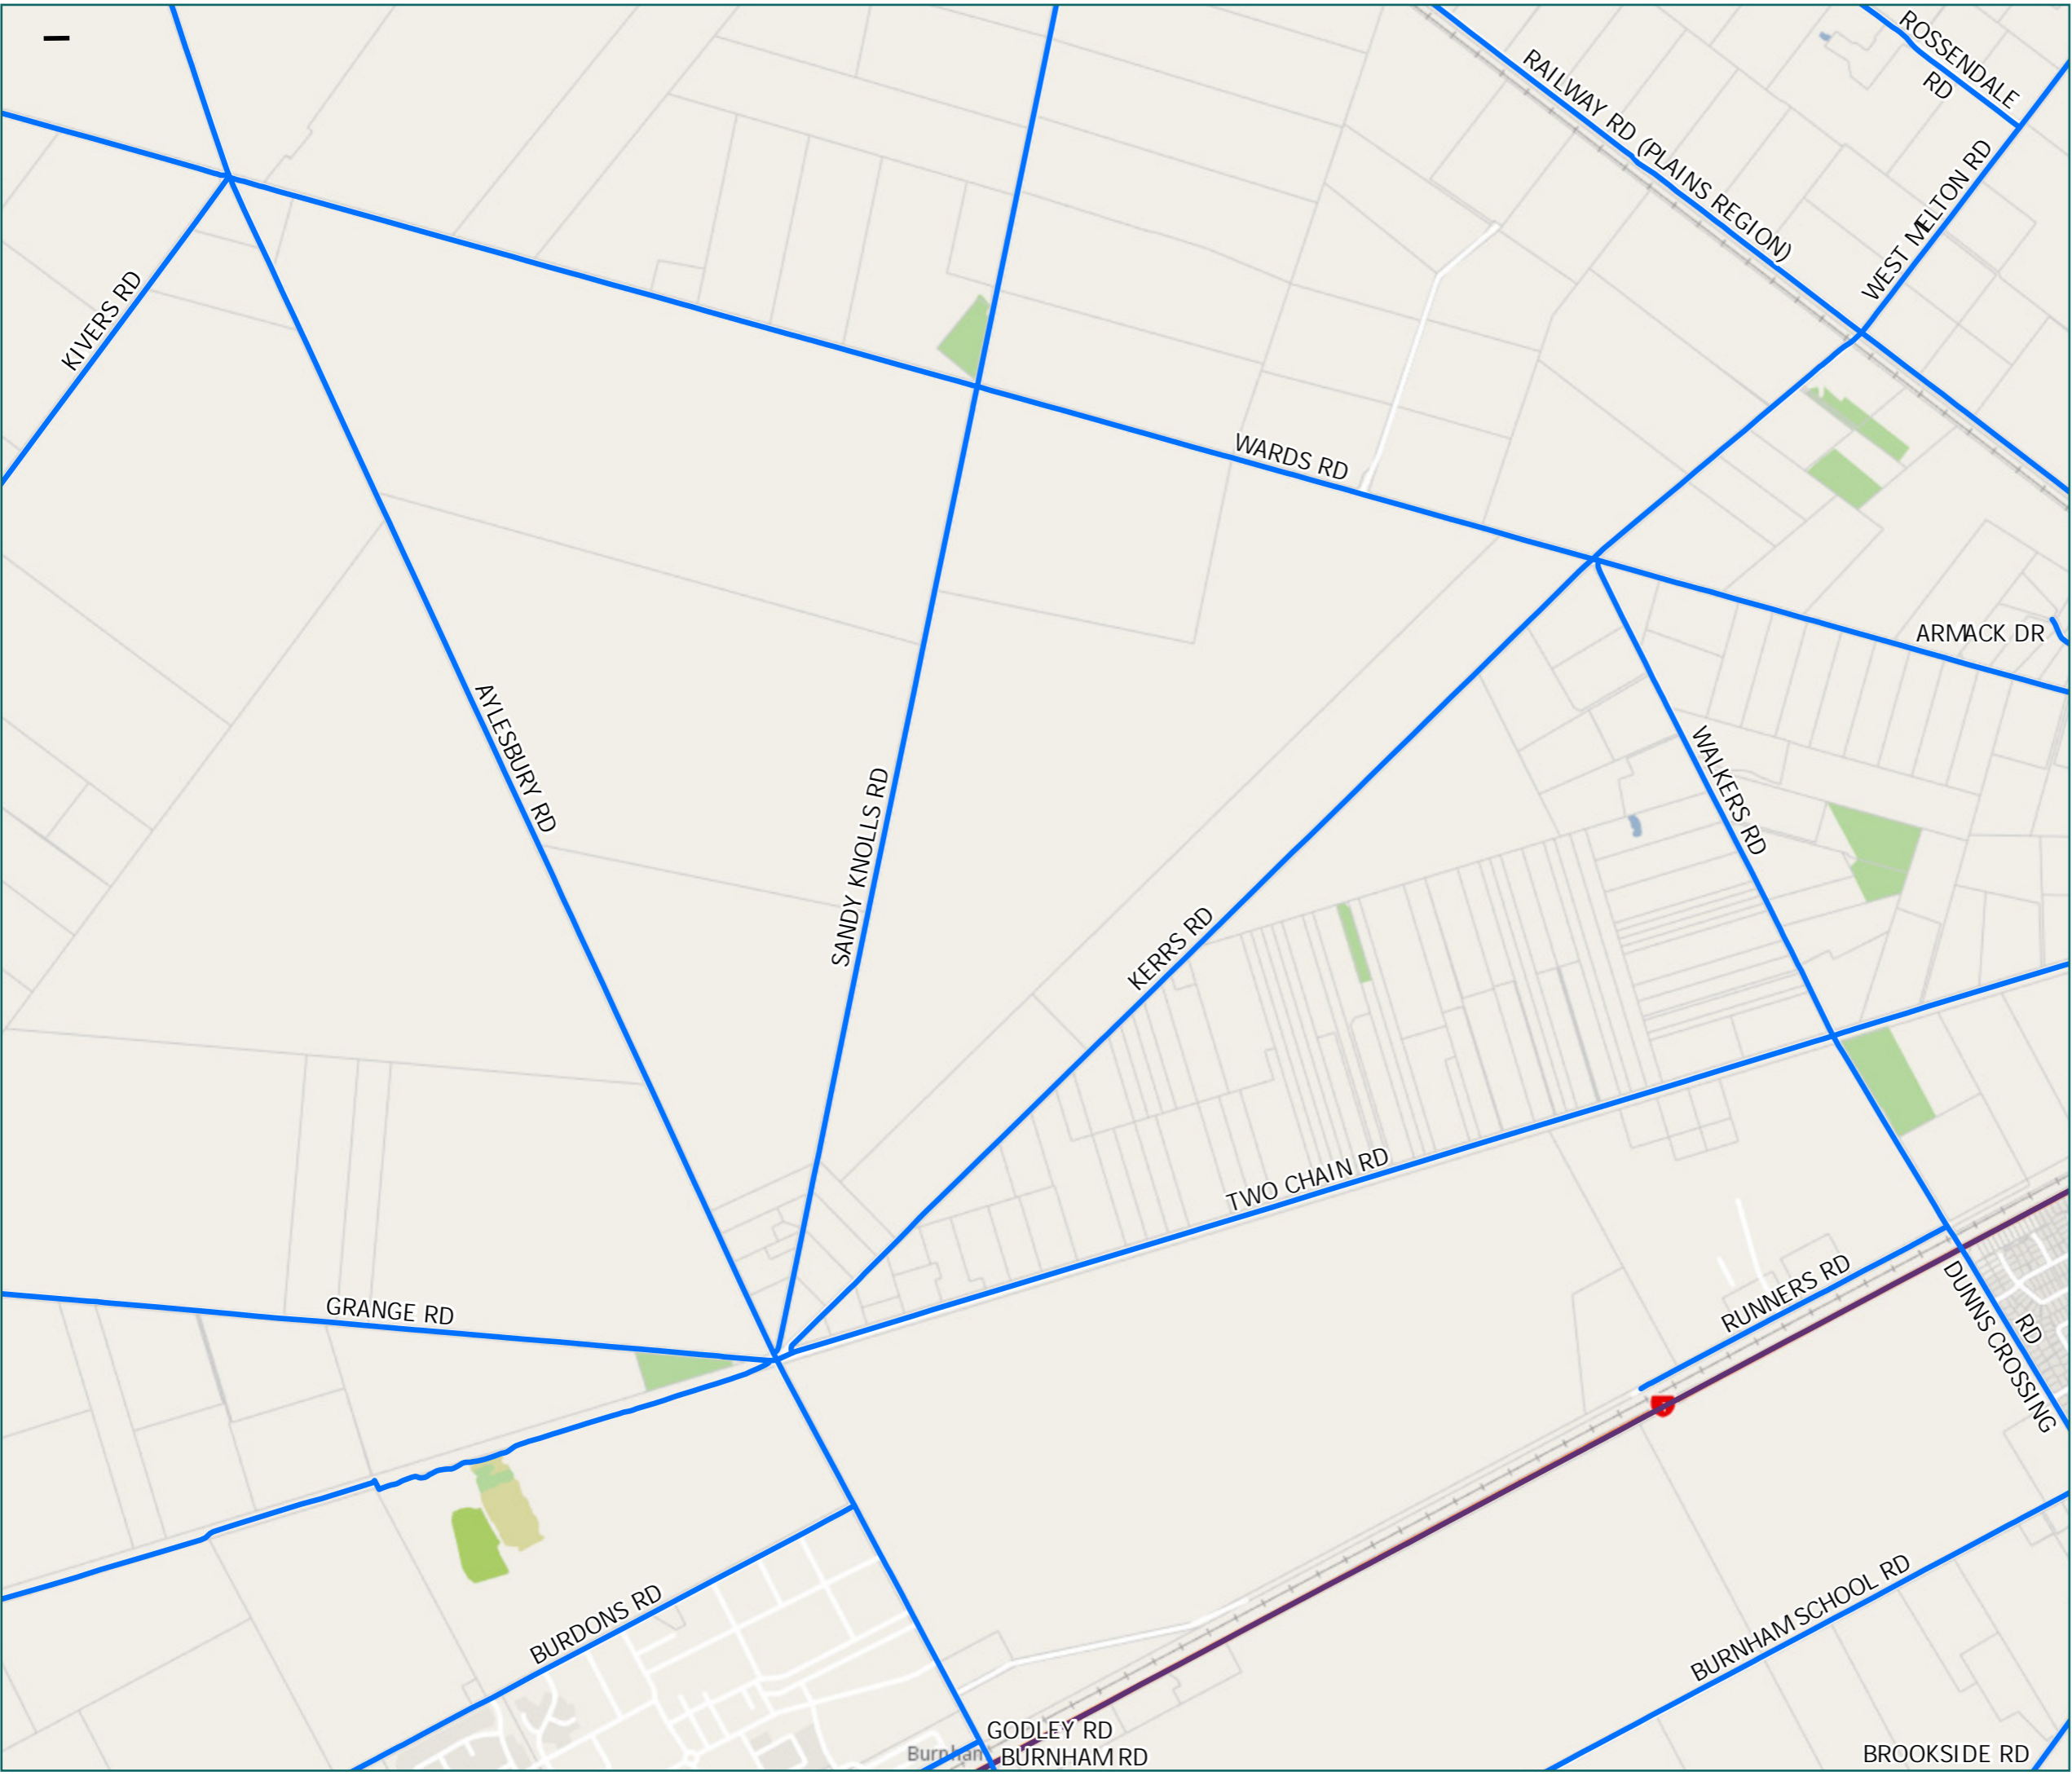 ROSSENDALE
RD
RAILWAY RD (PLAINS REGION)
WEST MELTON RD
KIVERS RD
WARDS RD
ARMACK DR
AYLESBURY RD
SANDY KNOLLS RD
WALKERS RD
KERRS RD
TWO CHAIN RD
GRANGE RD
RUNNERS RD
DUNNS CROSSING
RD
BURDONS RD
BURNHAM SCHOOL RD
GODLEY RD
Burnham
BURNHAM RD
BROOKSIDE RD